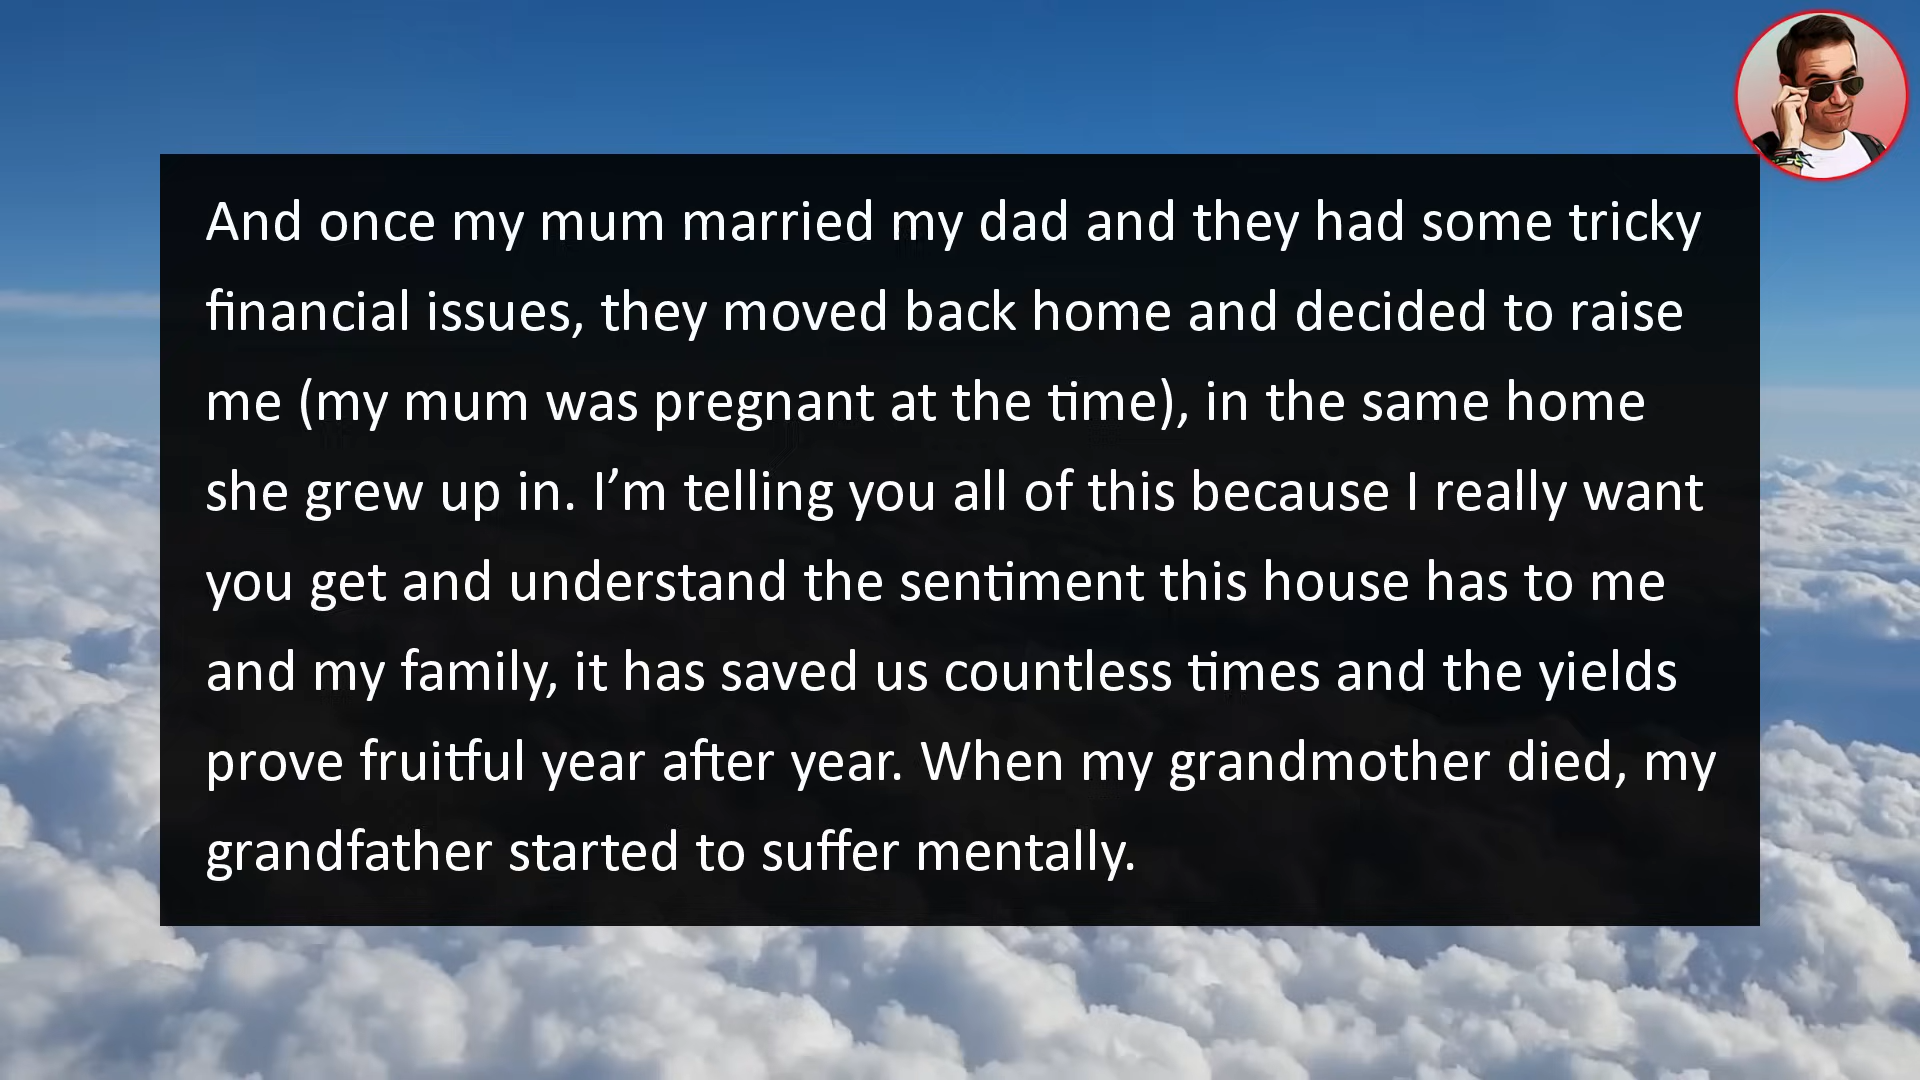 And once my mum married my dad and they had some tricky
financial issues, they moved back home and decided to raise
me (my mum was pregnant at the time), in the same home
she grew up in. I’m telling you all of this because I really want
you get and understand the sentiment this house has to me
and my family, it has saved us countless times and the yields
prove fruitful year after year. When my grandmother died, my
grandfather started to suffer mentally.